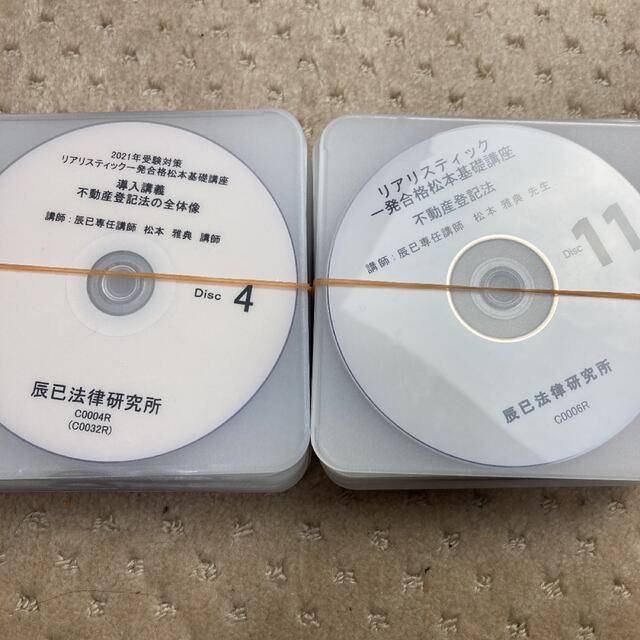 2021年受験対策
リアリスティック一発合格松本基礎講座
導入講義
不動産登記法の全体像
講師：辰已専任講師 松本 雅典 講師
Disc 4
辰已法律研究所
C0004R
(C0032R)
リアリスティック
一発合格松本基礎講座
不動産登記法
講師：辰已専任講師 松本 雅典 先生
Disc 11
辰已法律研究所
C0006R